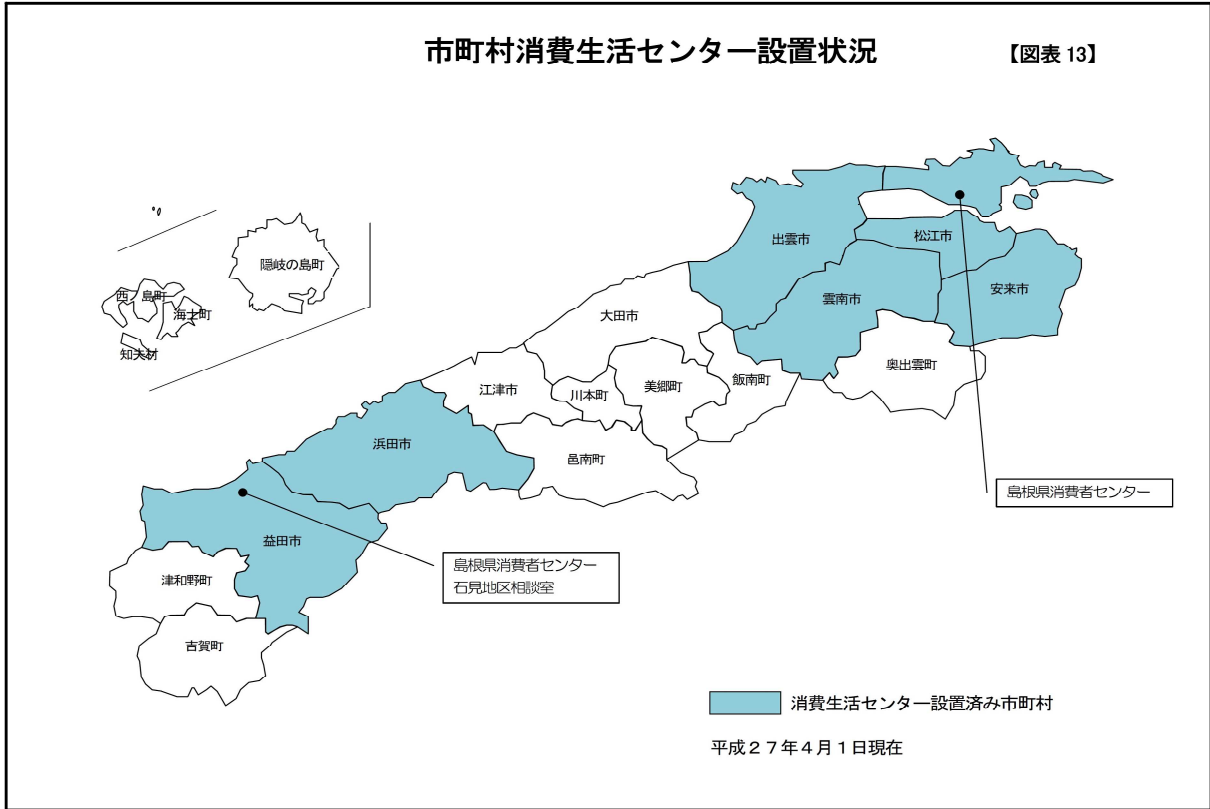 市町村消費生活センター設置状況
【図表 13】
隠岐の島町
西 島町
海士町
知夫村
出雲市
松江市
安来市
雲南市
奥出雲町
大田市
飯南町
美郷町
川本町
江津市
邑南町
浜田市
益田市
津和野町
吉賀町
島根県消費者センター
島根県消費者センター
石見地区相談室
消費生活センター設置済み市町村
平成27年4月1日現在